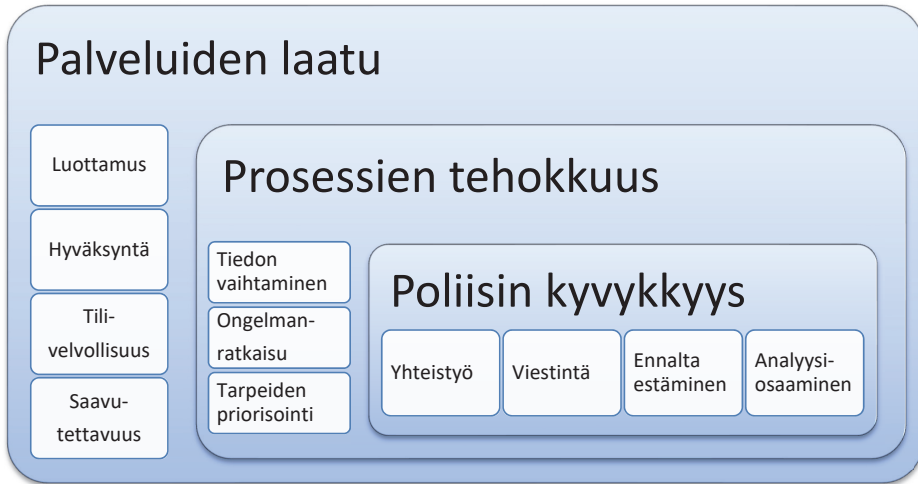 Palveluiden laatu
Luottamus
Hyväksyntä
Tili-
velvollisuus
Saavu-
tettavuus
Prosessien tehokkuus
Tiedon
vaihtaminen
Ongelman-
ratkaisu
Tarpeiden
priorisointi
Poliisin kyvykkyys
Yhteistyö
Viestintä
Ennalta
estäminen
Analyysi-
osaaminen